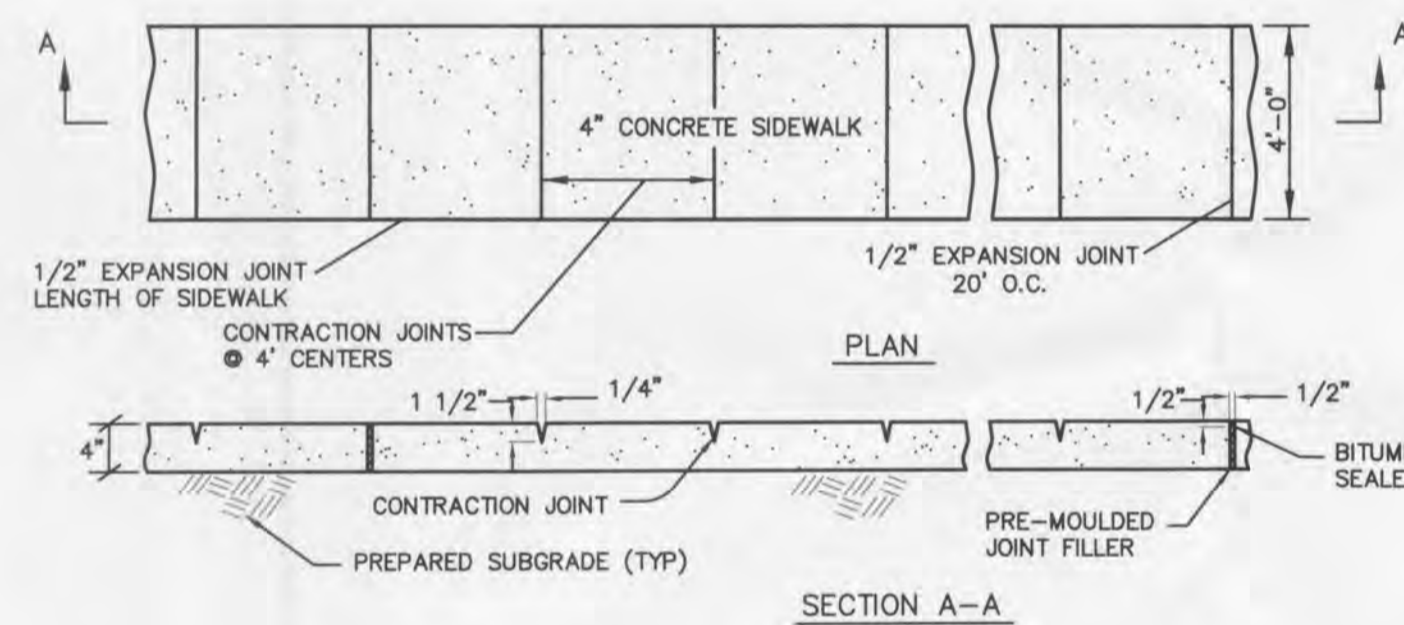 A
A
4" CONCRETE SIDEWALK
4'-0"
1/2" EXPANSION JOINT
LENGTH OF SIDEWALK
1/2" EXPANSION JOINT
20' O.C.
CONTRACTION JOINTS
@ 4' CENTERS
PLAN
1 1/2"
1/4"
1/2"
1/2"
4"
BITUM
SEALE
CONTRACTION JOINT
PRE-MOULDED
JOINT FILLER
PREPARED SUBGRADE (TYP)
SECTION A-A